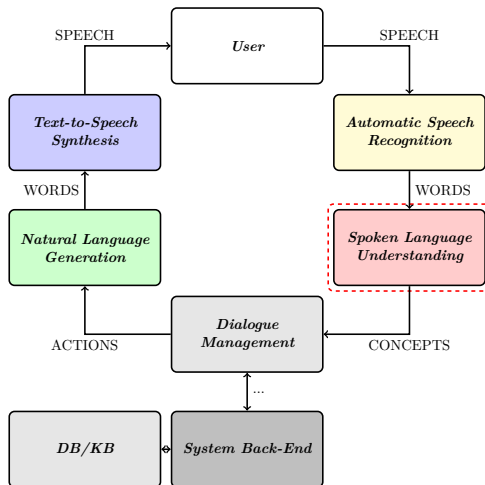 SPEECH
User
SPEECH
Text-to-Speech
Synthesis
Automatic Speech
Recognition
WORDS
WORDS
Natural Language
Generation
Spoken Language
Understanding
Dialogue
Management
ACTIONS
CONCEPTS
...
DB/KB
System Back-End